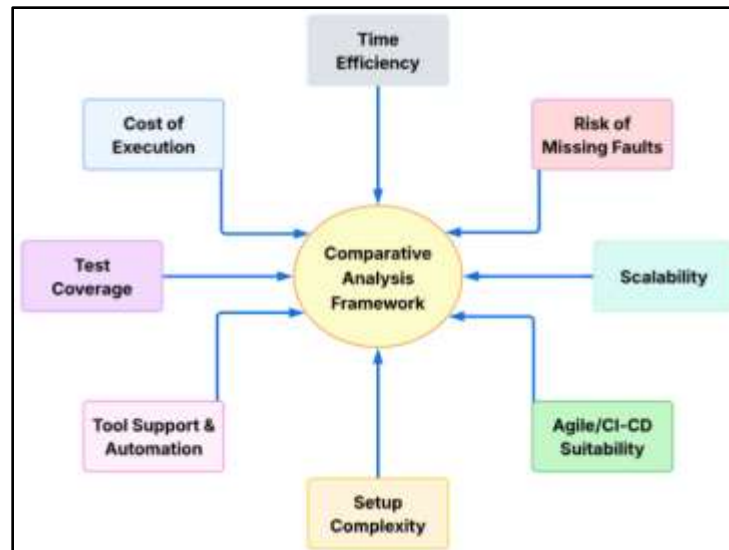 Time
Efficiency
Cost of
Execution
Risk of
Missing Faults
Comparative
Analysis
Framework
Test
Coverage
Scalability
Tool Support &
Automation
Agile/CI-CD
Suitability
Setup
Complexity